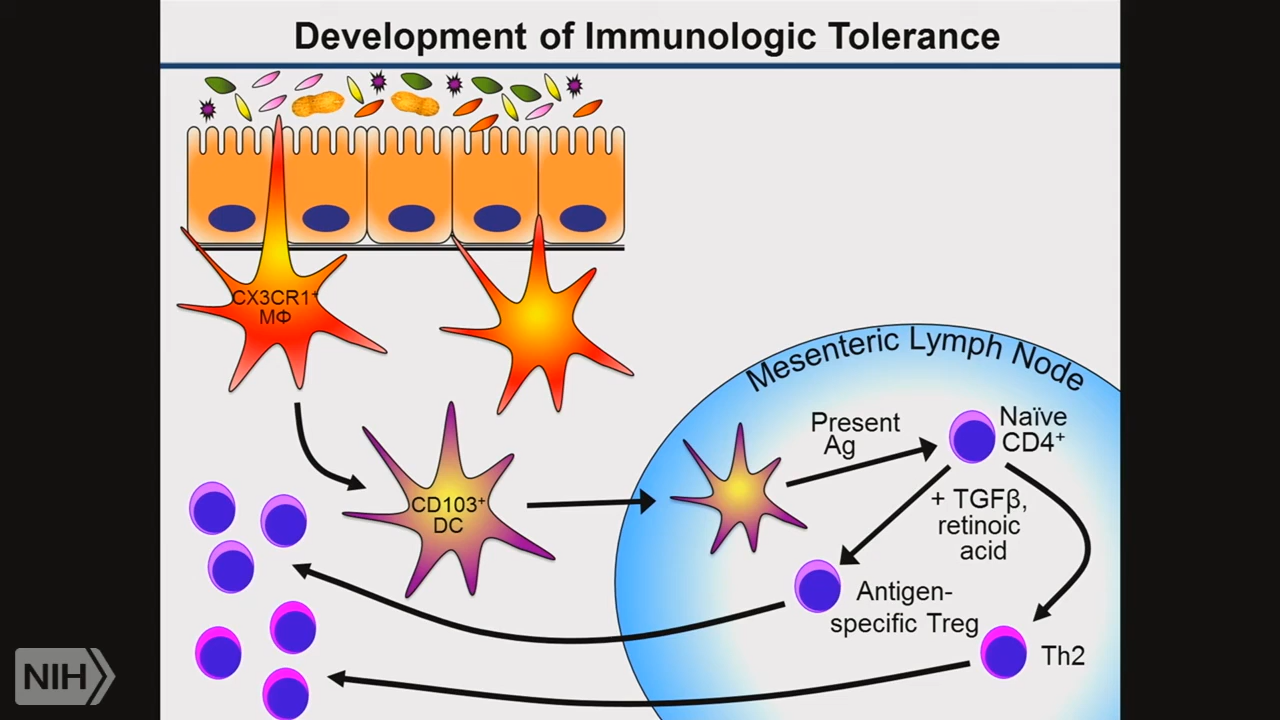 Development of Immunologic Tolerance
CX3CR1⁺
MΦ
Mesenteric Lymph Node
Present
Ag
Naïve
CD4⁺
CD103⁺
DC
+ TGFβ,
retinoic
acid
Antigen-
specific Treg
Th2
NIH